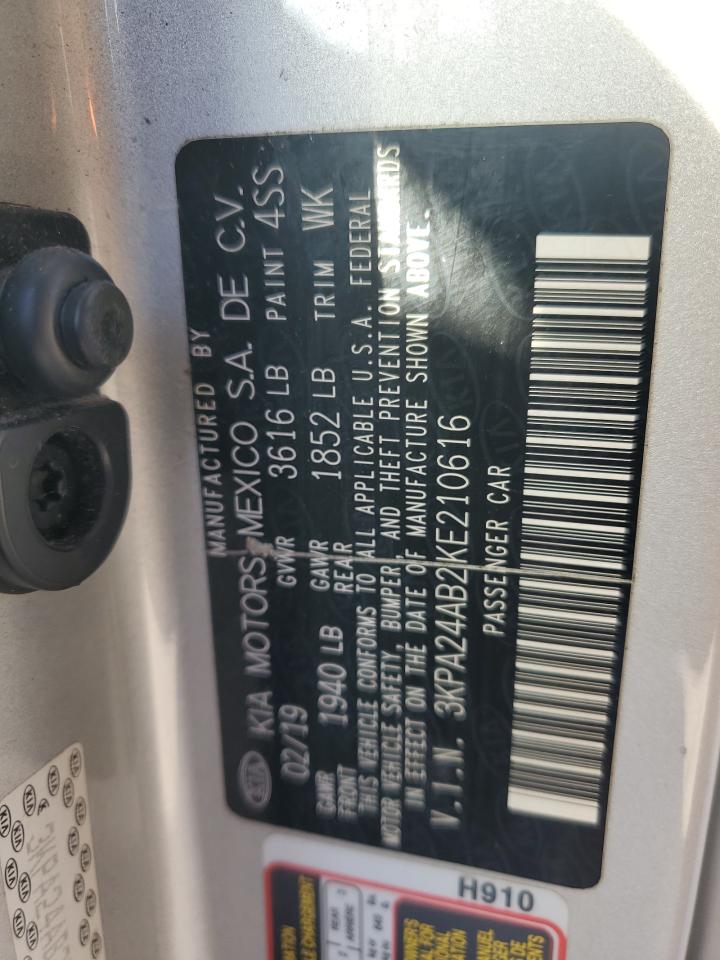 MANUFACTURED BY
KIA KIA MOTORS MEXICO S.A. DE C.V.
02/19 GVWR 3616 LB PAINT 4SS
GAWR FRONT 1940 LB GAWR REAR 1852 LB TRIM WK
THIS VEHICLE CONFORMS TO ALL APPLICABLE U.S.A. FEDERAL
MOTOR VEHICLE SAFETY, BUMPER, AND THEFT PREVENTION STANDARDS
IN EFFECT ON THE DATE OF MANUFACTURE SHOWN ABOVE.
V.I.N. 3KPA24AB2KE210616
PASSENGER CAR
H910